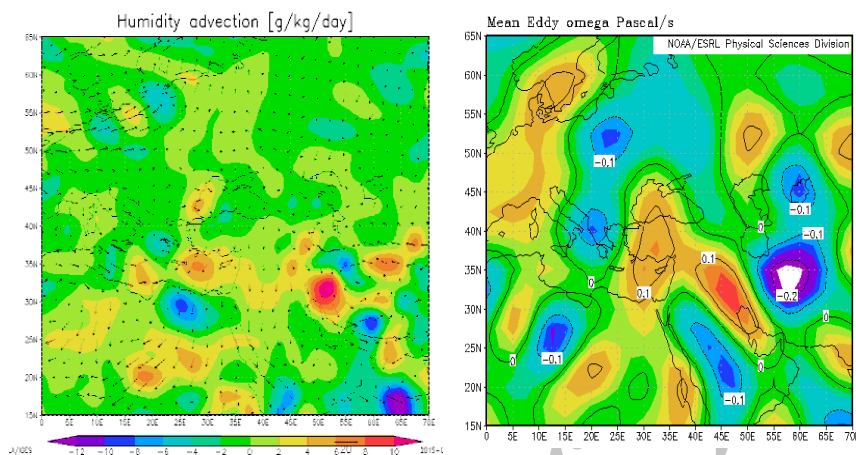 Humidity advection [g/kg/day]
65N
60N
55N
50N
45N
40N
35N
30N
25N
20N
15N
0 5E 10E 15E 20E 25E 30E 35E 40E 45E 50E 55E 60E 65E 70E
-12 -10 -8 -6 -4 -2 0 2 4 6 8 10
20
Mean Eddy omega Pascal/s
NOAA/ESRL Physical Sciences Division
65N
60N
55N
50N
45N
40N
35N
30N
25N
20N
15N
-0.1
-0.1
-0.1
0
0.1
0
0.1
-0.2
0
-0.1
0
0
-0.1
0 5E 10E 15E 20E 25E 30E 35E 40E 45E 50E 55E 60E 65E 70E